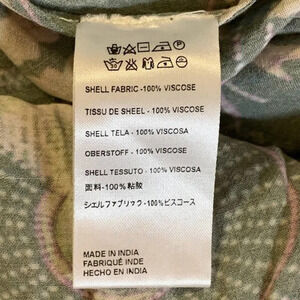 SHELL FABRIC -100% VISCOSE
TISSU DE SHEEL - 100% VISCOSE
SHELL TELA - 100% VISCOSA
OBERSTOFF - 100% VISCOSE
SHELL TESSUTO - 100% VISCOSA
面料-100%粘胶
シエルファブリック-100%ビスコース
MADE IN INDIA
FABRIQUÉ INDE
HECHO EN INDIA